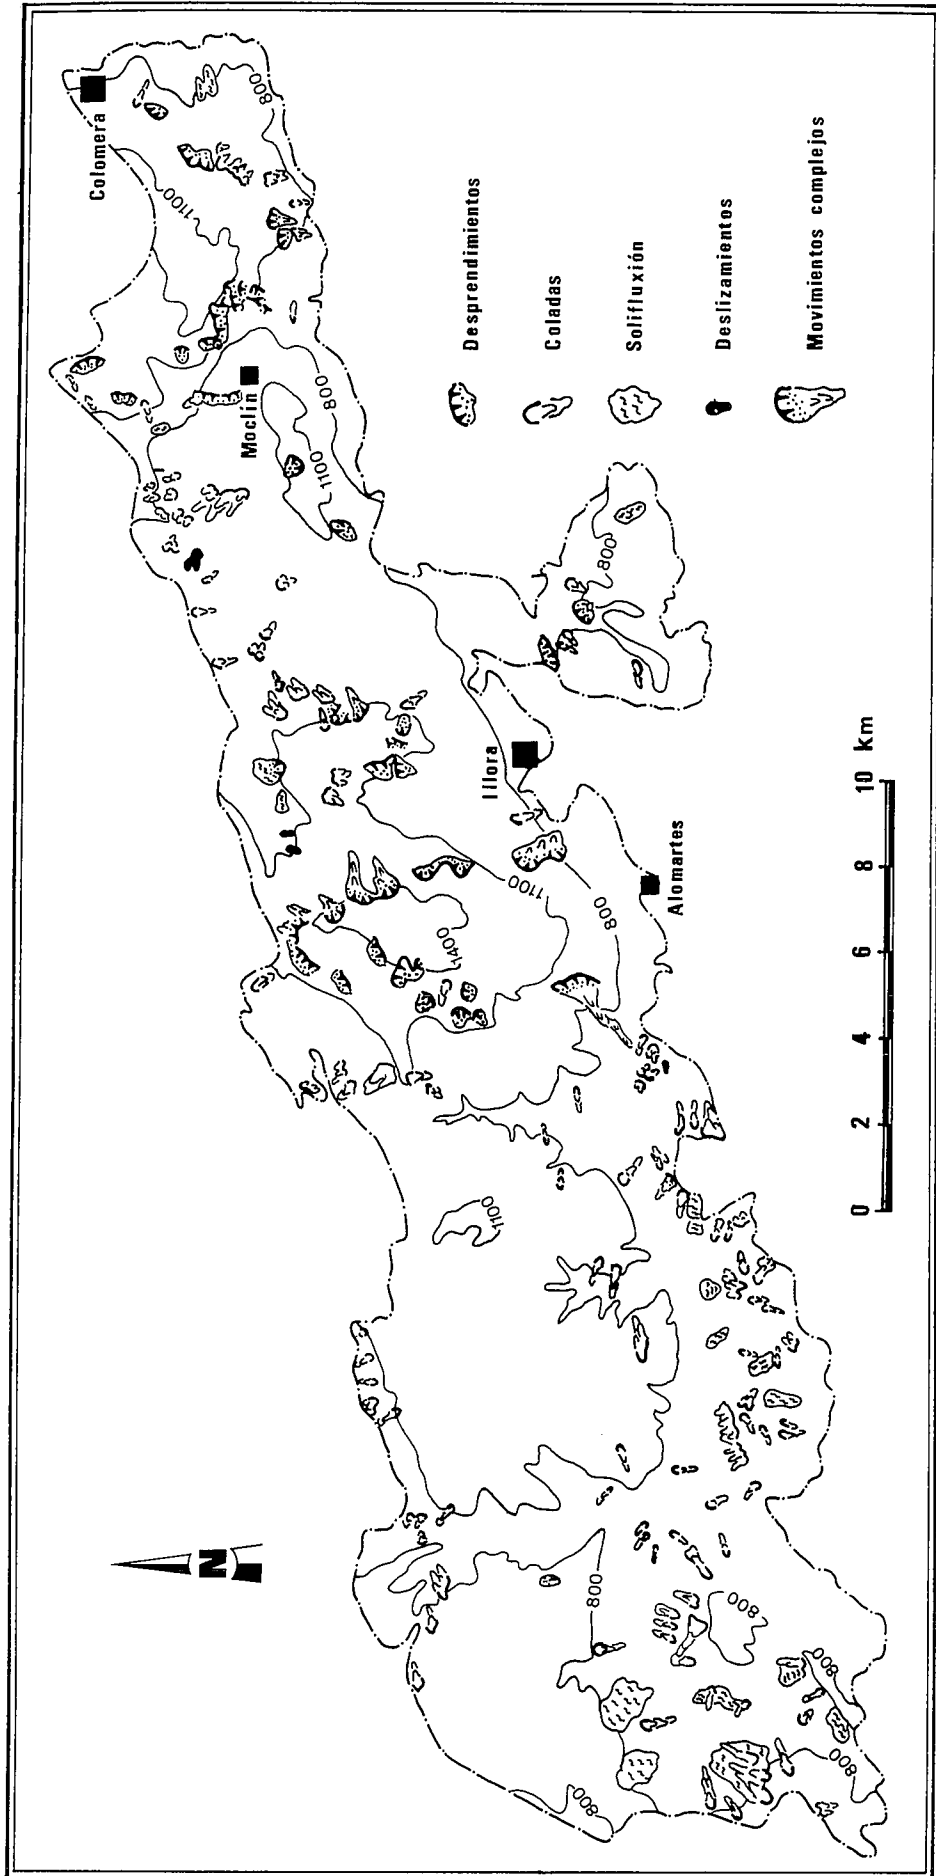 Colomera
800
1100
Moclín
800
1100
Desprendimientos
Coladas
Solifluxión
Deslizamientos
Movimientos complejos
800
Illora
Alomartes
1100
800
1400
1100
0 2 4 6 8 10 km
N
800
800
800
800
800